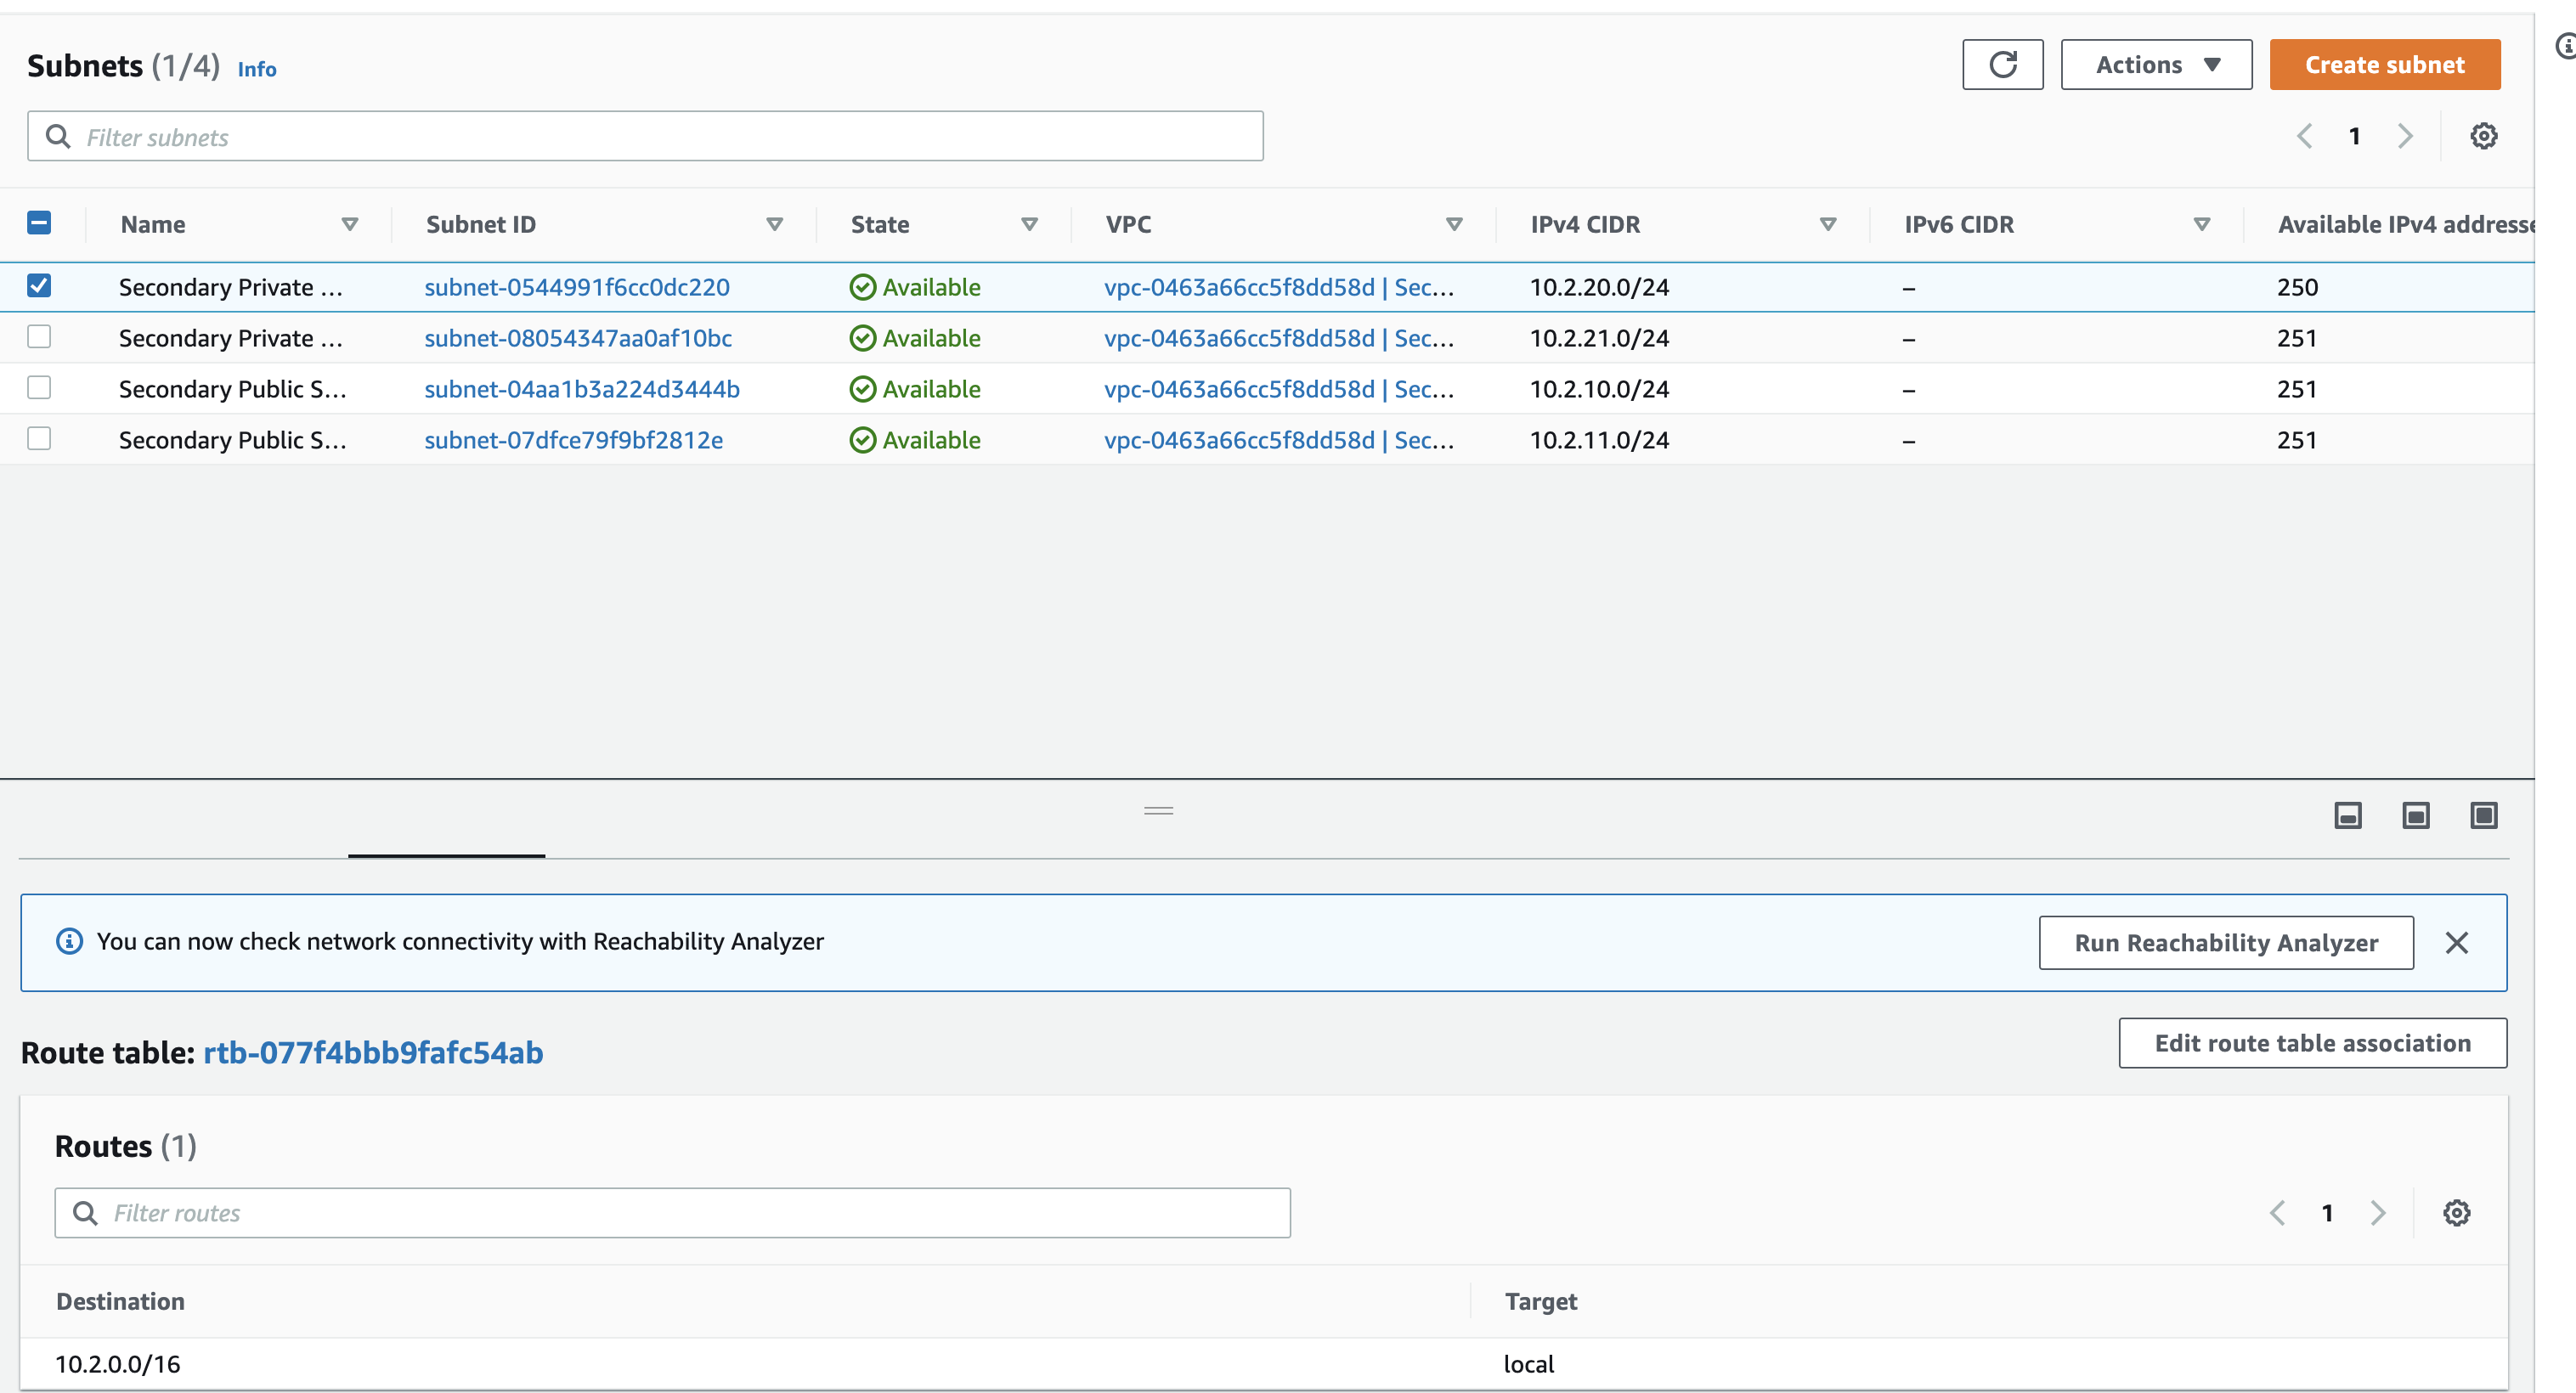 Subnets (1/4) Info
Actions
Create subnet
Filter subnets
1
Name Subnet ID State VPC IPv4 CIDR IPv6 CIDR Available IPv4 addresse
Secondary Private ... subnet-0544991f6cc0dc220 Available vpc-0463a66cc5f8dd58d | Sec... 10.2.20.0/24 – 250
Secondary Private ... subnet-08054347aa0af10bc Available vpc-0463a66cc5f8dd58d | Sec... 10.2.21.0/24 – 251
Secondary Public S... subnet-04aa1b3a224d3444b Available vpc-0463a66cc5f8dd58d | Sec... 10.2.10.0/24 – 251
Secondary Public S... subnet-07dfce79f9bf2812e Available vpc-0463a66cc5f8dd58d | Sec... 10.2.11.0/24 – 251
You can now check network connectivity with Reachability Analyzer
Run Reachability Analyzer
Route table: rtb-077f4bbb9fafc54ab
Edit route table association
Routes (1)
Filter routes
1
Destination Target
10.2.0.0/16 local